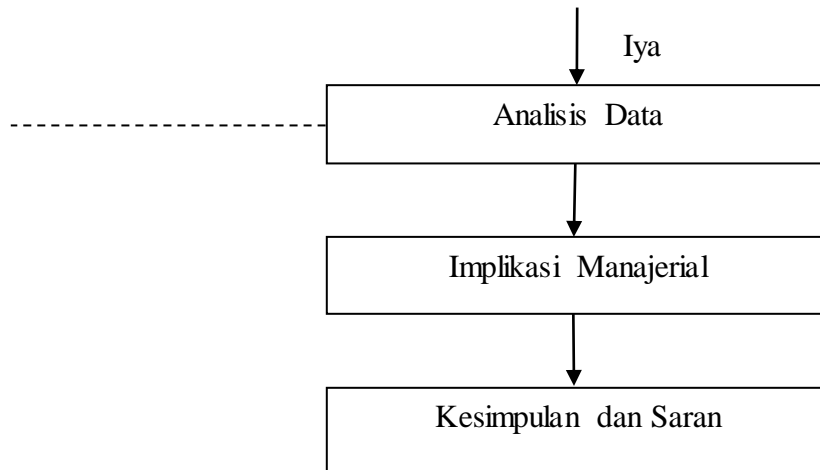 Iya
Analisis Data
Implikasi Manajerial
Kesimpulan dan Saran